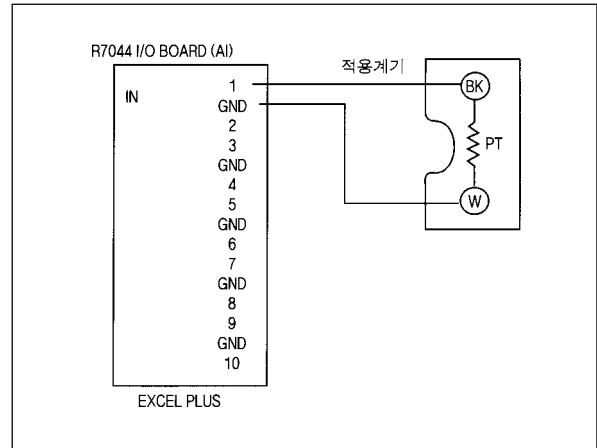 R7044 I/O BOARD (AI)
적용계기
IN
1
GND
2
3
GND
4
5
GND
6
7
GND
8
9
GND
10
BK
PT
W
EXCEL PLUS